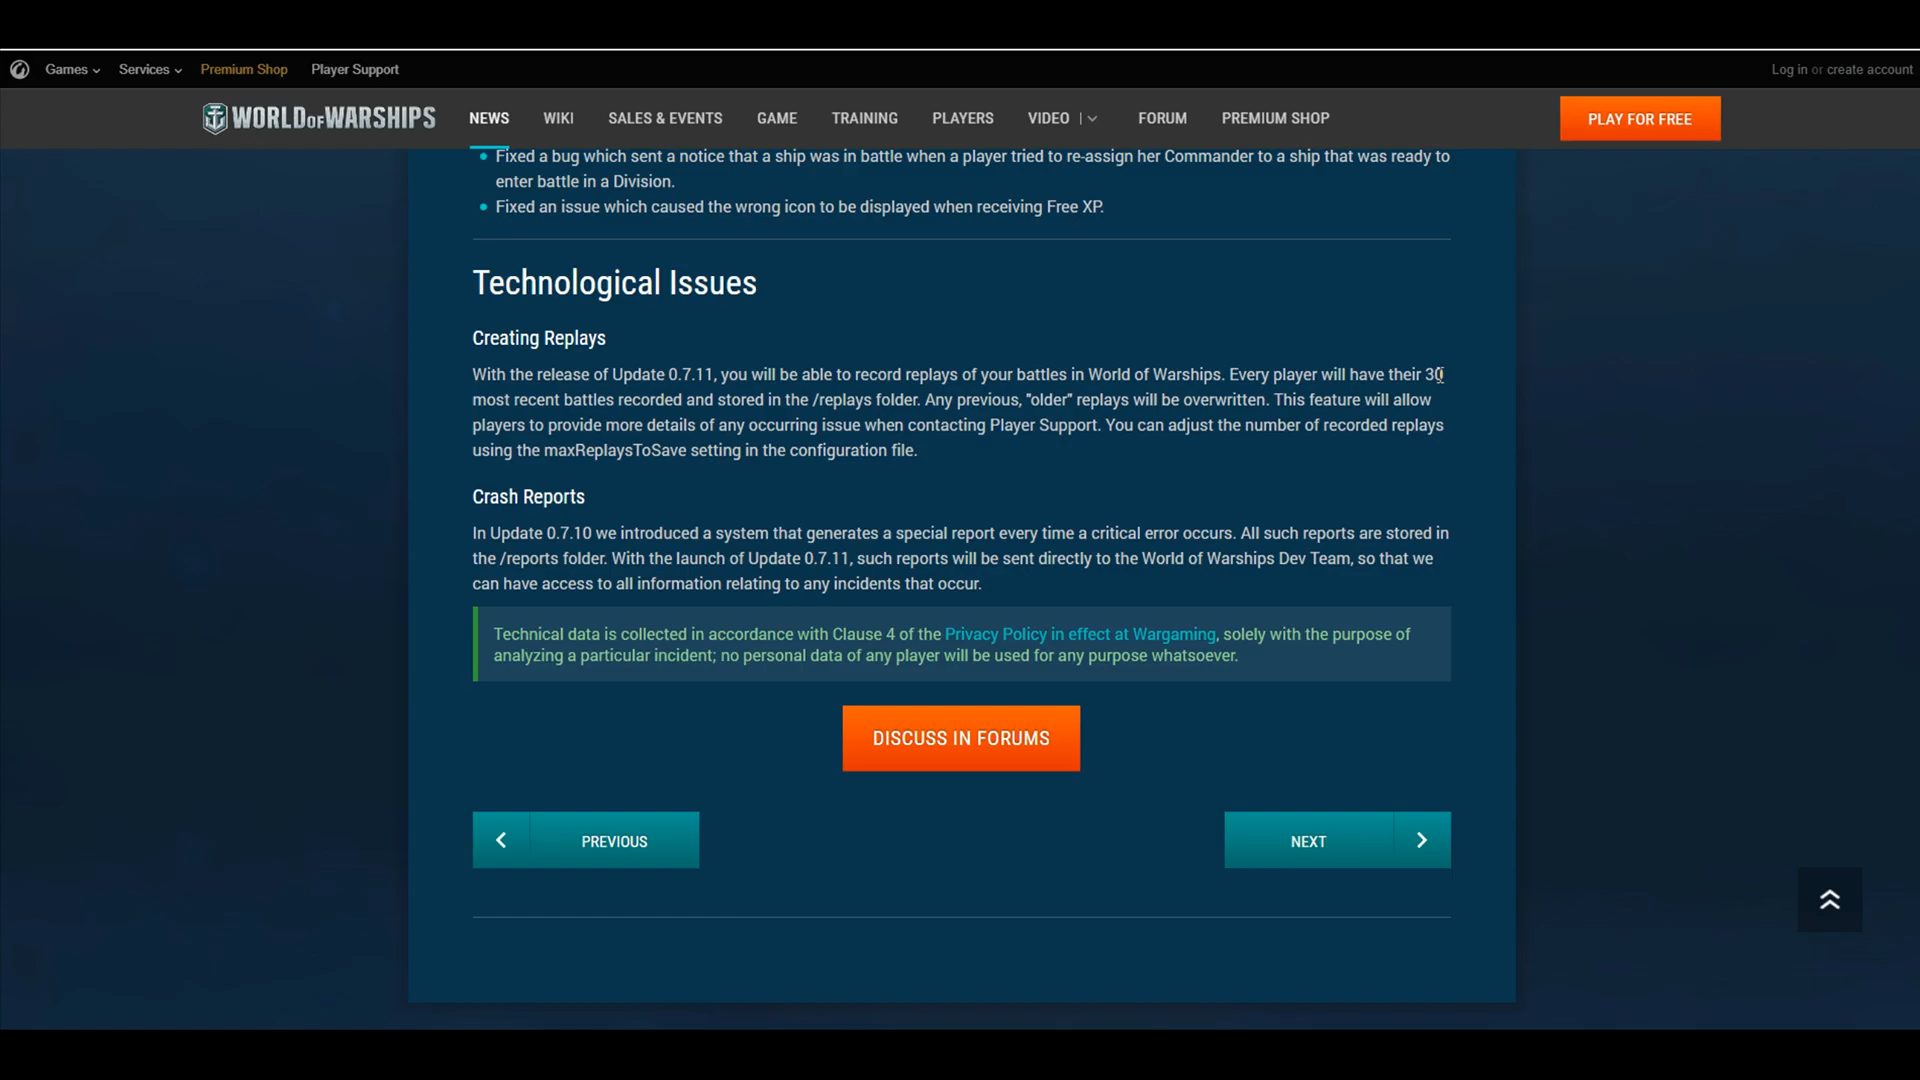 Games Services Premium Shop Player Support Log in or create account
WORLD OF WARSHIPS NEWS WIKI SALES & EVENTS GAME TRAINING PLAYERS VIDEO FORUM PREMIUM SHOP PLAY FOR FREE
Fixed a bug which sent a notice that a ship was in battle when a player tried to re-assign her Commander to a ship that was ready to
enter battle in a Division.
Fixed an issue which caused the wrong icon to be displayed when receiving Free XP.
Technological Issues
Creating Replays
With the release of Update 0.7.11, you will be able to record replays of your battles in World of Warships. Every player will have their 30
most recent battles recorded and stored in the /replays folder. Any previous, "older" replays will be overwritten. This feature will allow
players to provide more details of any occurring issue when contacting Player Support. You can adjust the number of recorded replays
using the maxReplaysToSave setting in the configuration file.
Crash Reports
In Update 0.7.10 we introduced a system that generates a special report every time a critical error occurs. All such reports are stored in
the /reports folder. With the launch of Update 0.7.11, such reports will be sent directly to the World of Warships Dev Team, so that we
can have access to all information relating to any incidents that occur.
Technical data is collected in accordance with Clause 4 of the Privacy Policy in effect at Wargaming, solely with the purpose of
analyzing a particular incident; no personal data of any player will be used for any purpose whatsoever.
DISCUSS IN FORUMS
PREVIOUS NEXT